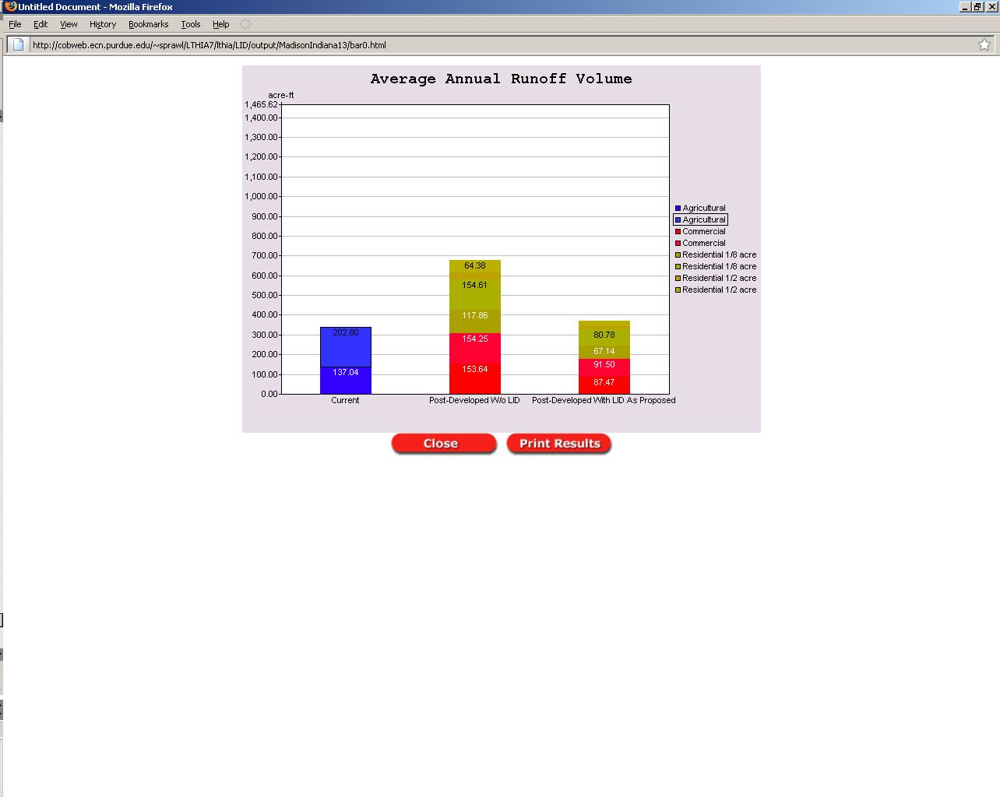 Untitled Document - Mozilla Firefox
File Edit View History Bookmarks Tools Help
http://cobweb.ecn.purdue.edu/~sprawl/LTHIA7/lthia/LID/output/MadisonIndiana13/bar0.html
Average Annual Runoff Volume
acre-ft
1,465.62
1,400.00
1,300.00
1,200.00
1,100.00
1,000.00
900.00
800.00
700.00
600.00
500.00
400.00
300.00
200.00
100.00
0.00
202.80
137.04
64.38
154.61
117.86
154.25
153.64
80.78
67.14
91.50
87.47
Current
Post-Developed W/o LID
Post-Developed With LID As Proposed
Agricultural
Agricultural
Commercial
Commercial
Residential 1/8 acre
Residential 1/8 acre
Residential 1/2 acre
Residential 1/2 acre
Close
Print Results